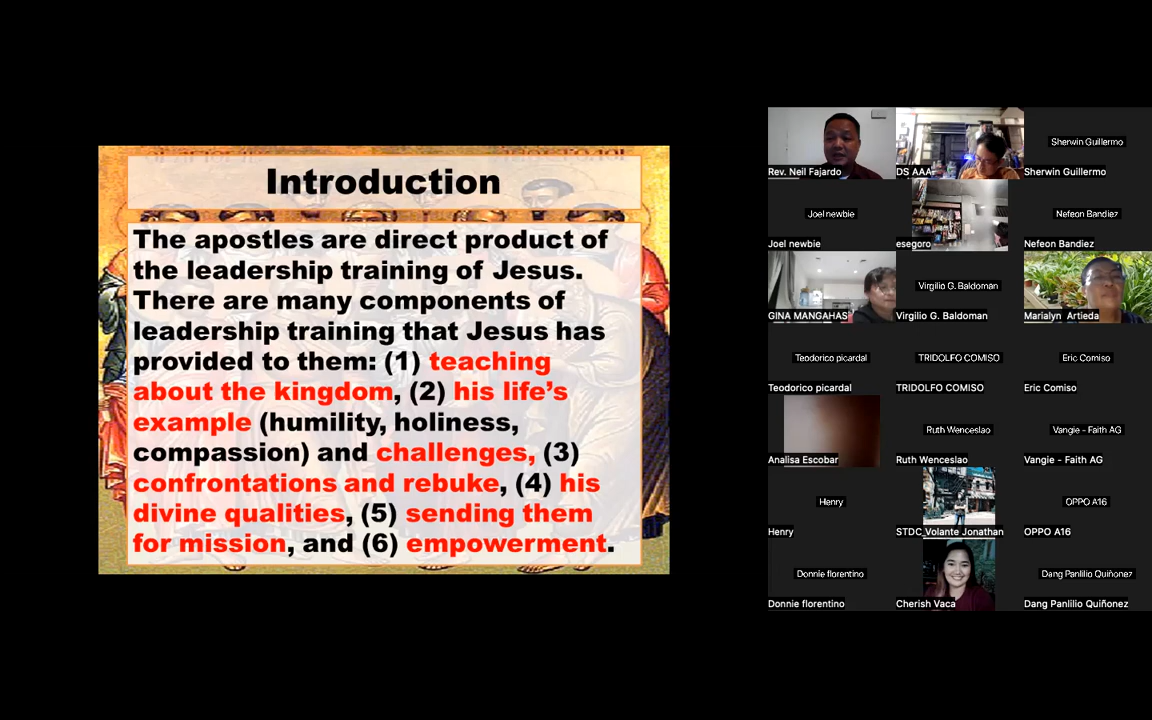 Introduction
The apostles are direct product of
the leadership training of Jesus.
There are many components of
leadership training that Jesus has
provided to them: (1) teaching
about the kingdom, (2) his life’s
example (humility, holiness,
compassion) and challenges, (3)
confrontations and rebuke, (4) his
divine qualities, (5) sending them
for mission, and (6) empowerment.
Rev. Neil Fajardo
DS AAA
Sherwin Guillermo
Sherwin Guillermo
Joel newbie
Joel newbie
esegoro
Nefeon Bandiez
Nefeon Bandiez
GINA MANGAHAS
Virgilio G. Baldoman
Virgilio G. Baldoman
Marialyn Artieda
Teodorico picardal
Teodorico picardal
TRIDOLFO COMISO
TRIDOLFO COMISO
Eric Comiso
Eric Comiso
Analisa Escobar
Ruth Wenceslao
Ruth Wenceslao
Vangie - Faith AG
Vangie - Faith AG
Henry
Henry
STDC_Volante Jonathan
OPPO A16
OPPO A16
Donnie florentino
Donnie florentino
Cherish Vaca
Dang Panlilio Quiñonez
Dang Panlilio Quiñonez